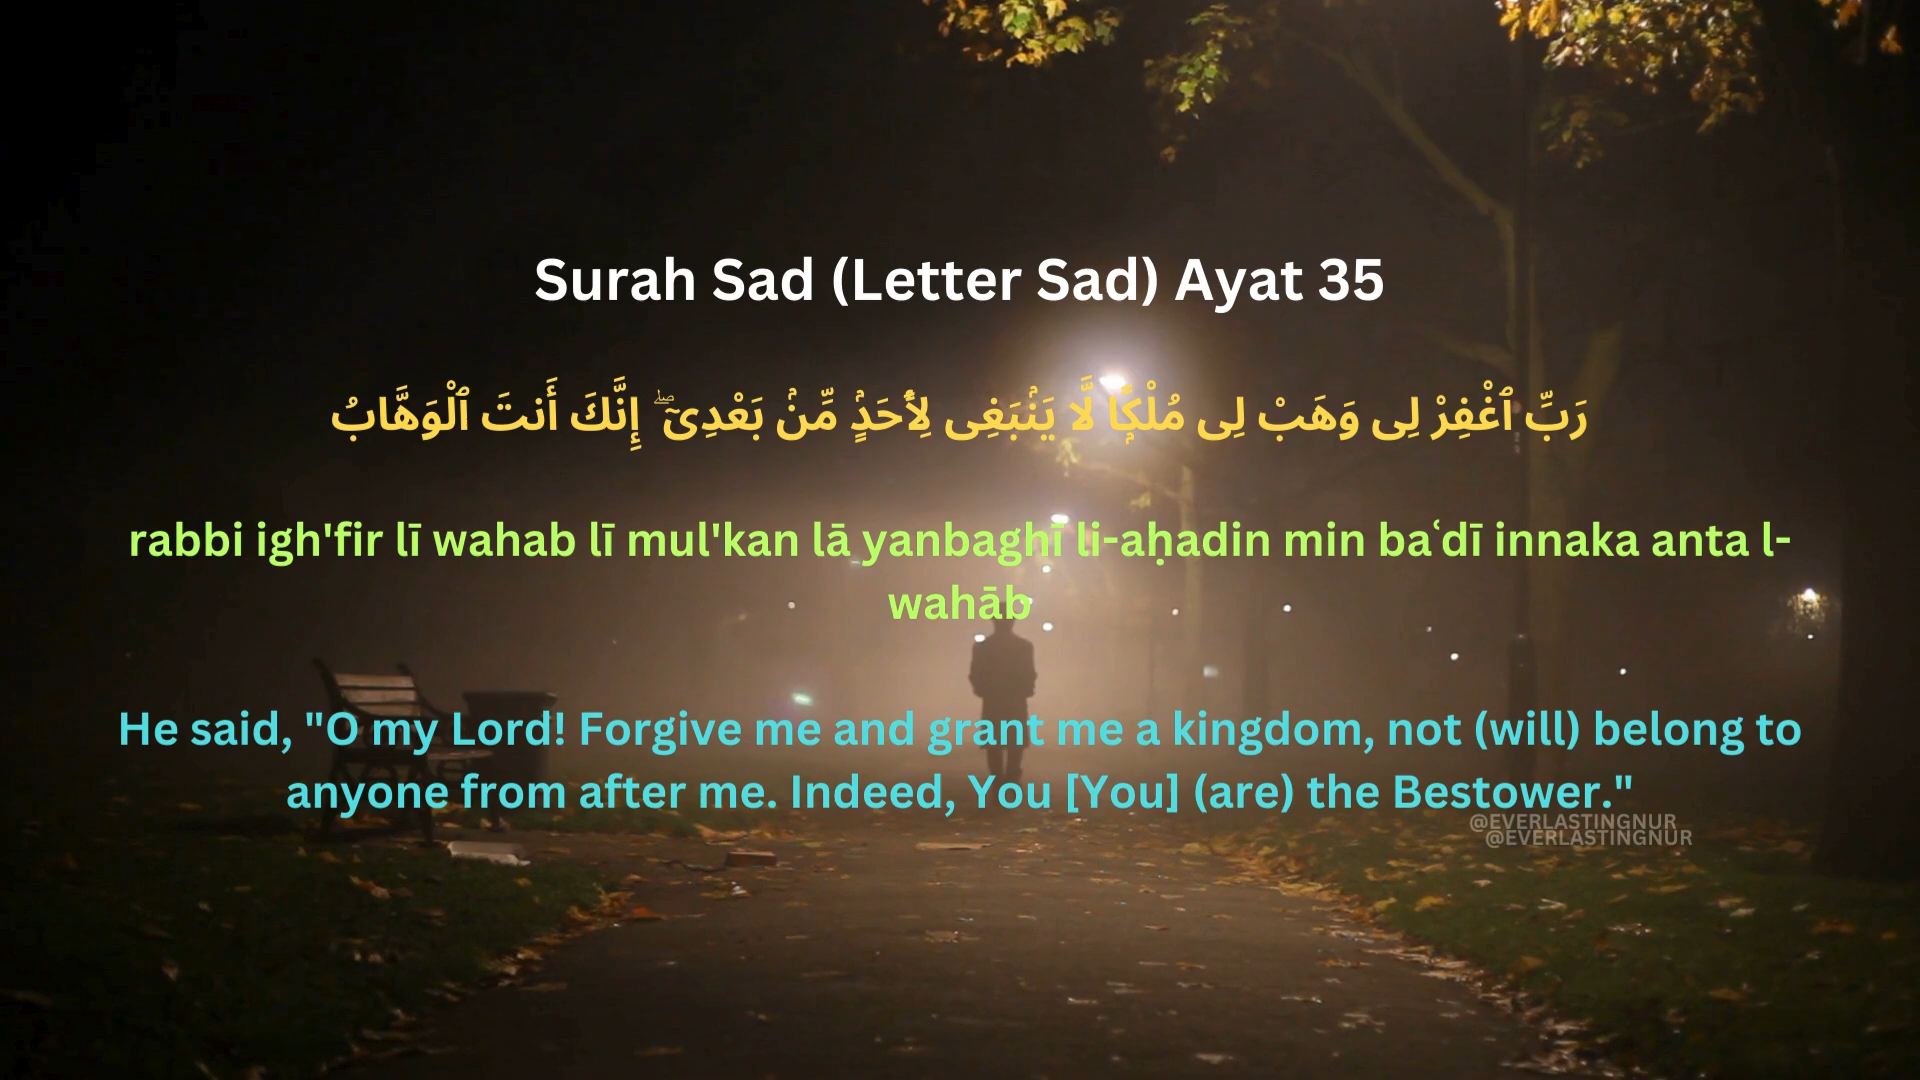 Surah Sad (Letter Sad) Ayat 35
رَبِّ ٱغْفِرْ لِى وَهَبْ لِى مُلْكًۭا لَّا يَنۢبَغِى لِأَحَدٍۢ مِّنۢ بَعْدِىٓ ۖ إِنَّكَ أَنتَ ٱلْوَهَّابُ
rabbi igh'fir lī wahab lī mul'kan lā yanbaghī li-aḥadin min baʿdī innaka anta l-
wahāb
He said, "O my Lord! Forgive me and grant me a kingdom, not (will) belong to
anyone from after me. Indeed, You [You] (are) the Bestower."
@EVERLASTINGNUR
@EVERLASTINGNUR